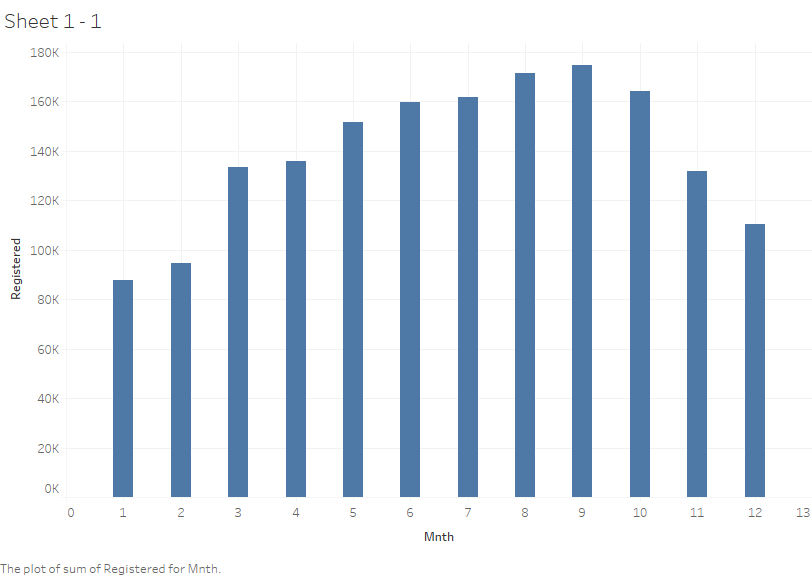 Sheet 1 - 1
180K
160K
140K
120K
100K
80K
60K
40K
20K
0K
Registered
0 1 2 3 4 5 6 7 8 9 10 11 12 13
Mnth
The plot of sum of Registered for Mnth.